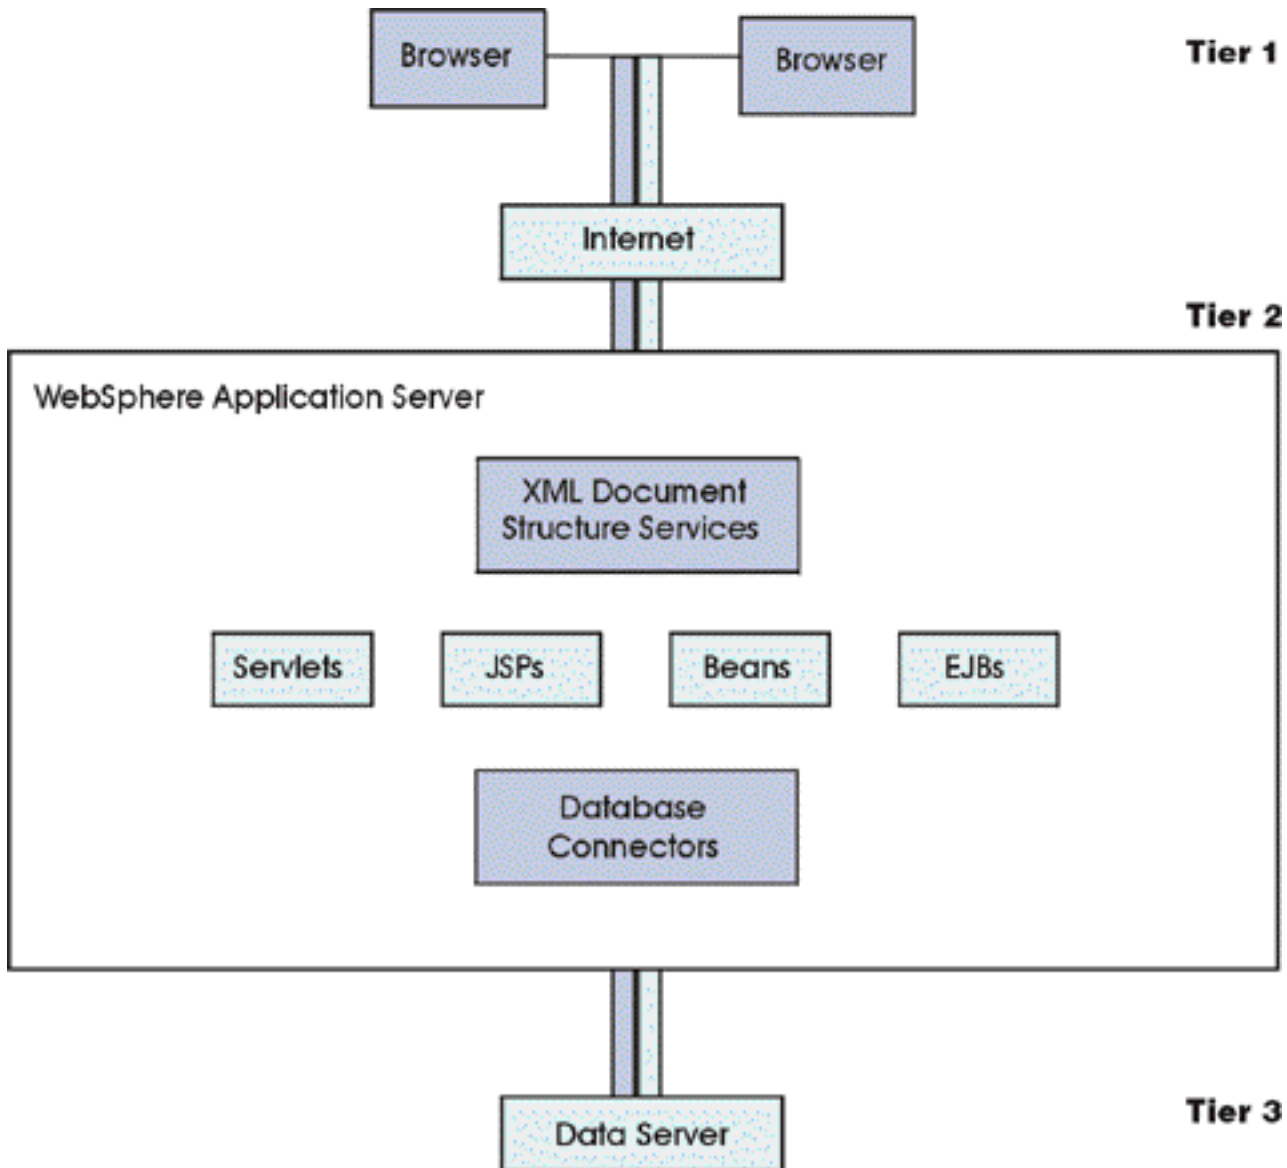 Browser
Browser
Tier 1
Internet
Tier 2
WebSphere Application Server
XML Document
Structure Services
Servlets
JSPs
Beans
EJBs
Database
Connectors
Tier 3
Data Server